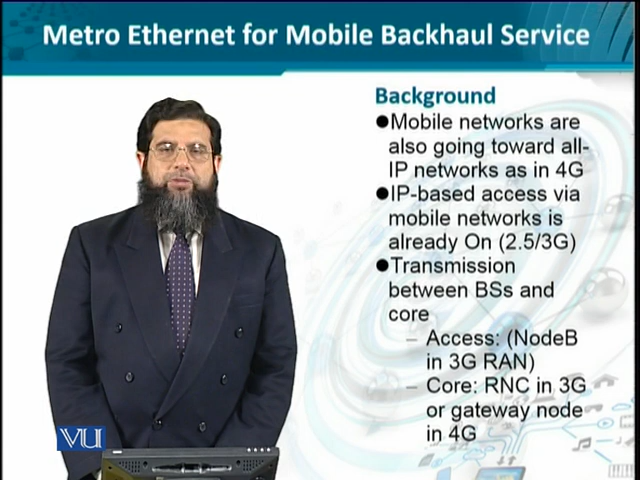 Metro Ethernet for Mobile Backhaul Service
Background
●Mobile networks are
also going toward all-
IP networks as in 4G
●IP-based access via
mobile networks is
already On (2.5/3G)
●Transmission
between BSs and
core
– Access: (NodeB
in 3G RAN)
– Core: RNC in 3G
or gateway node
in 4G
VU